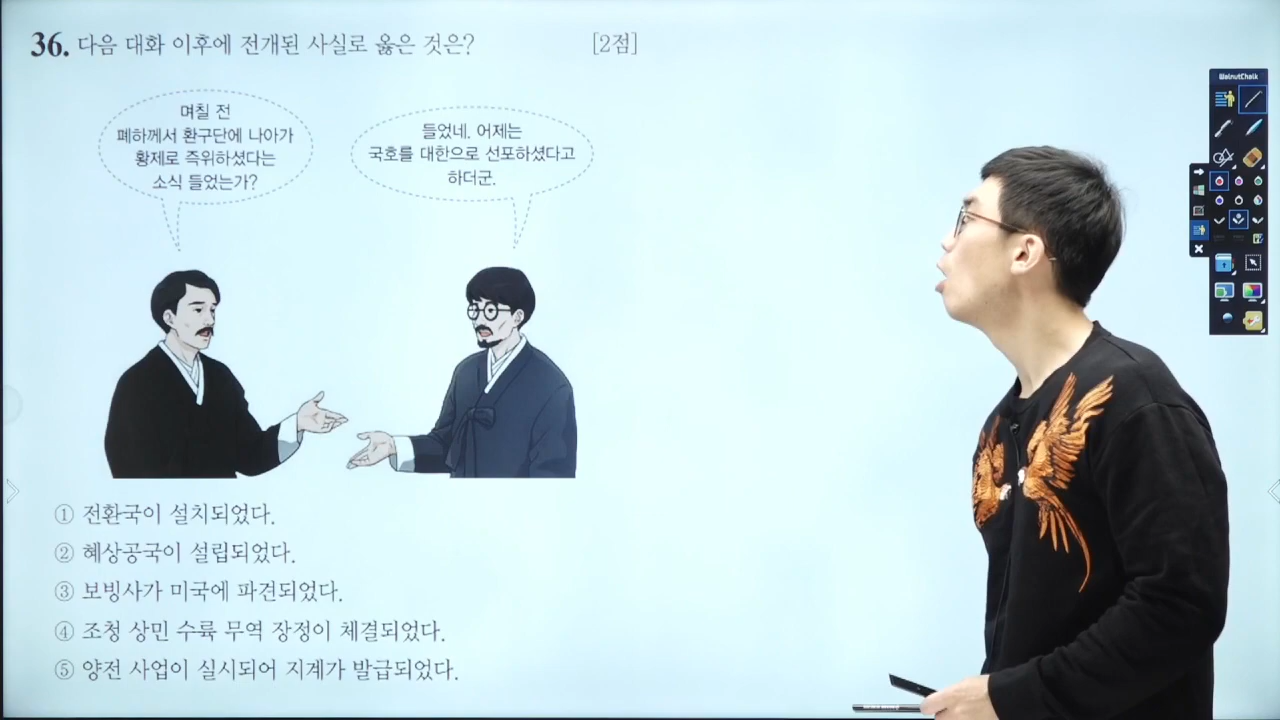 36. 다음 대화 이후에 전개된 사실로 옳은 것은? [2점]
며칠 전
폐하께서 환구단에 나아가
황제로 즉위하셨다는
소식 들었는가?
들었네. 어제는
국호를 대한으로 선포하셨다고
하더군.
① 전환국이 설치되었다.
② 혜상공국이 설립되었다.
③ 보빙사가 미국에 파견되었다.
④ 조청 상민 수륙 무역 장정이 체결되었다.
⑤ 양전 사업이 실시되어 지계가 발급되었다.
WalnutChalk